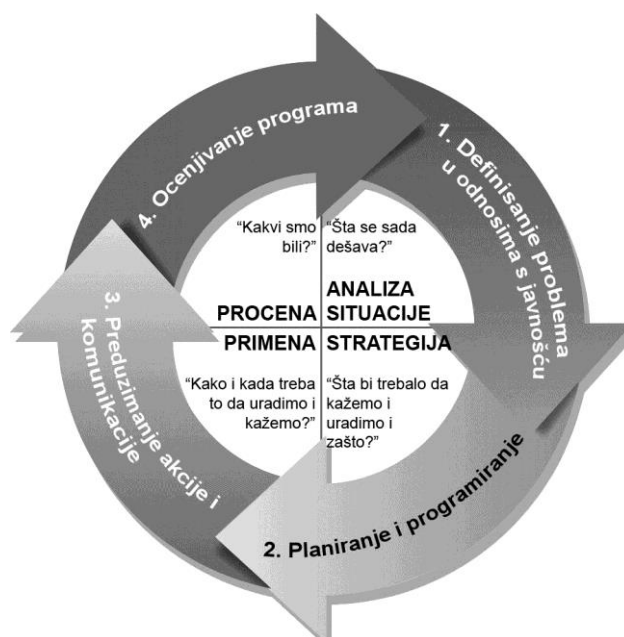 4. Ocenjivanje programa
1. Definisanje problema
u odnosima s javnošću
"Kakvi smo
bili?"
"Šta se sada
dešava?"
PROCENA
ANALIZA
SITUACIJE
PRIMENA
STRATEGIJA
"Kako i kada treba
to da uradimo i
kažemo?"
"Šta bi trebalo da
kažemo i
uradimo i
zašto?"
3. Preduzimanje akcije i
komunikacije
2. Planiranje i programiranje